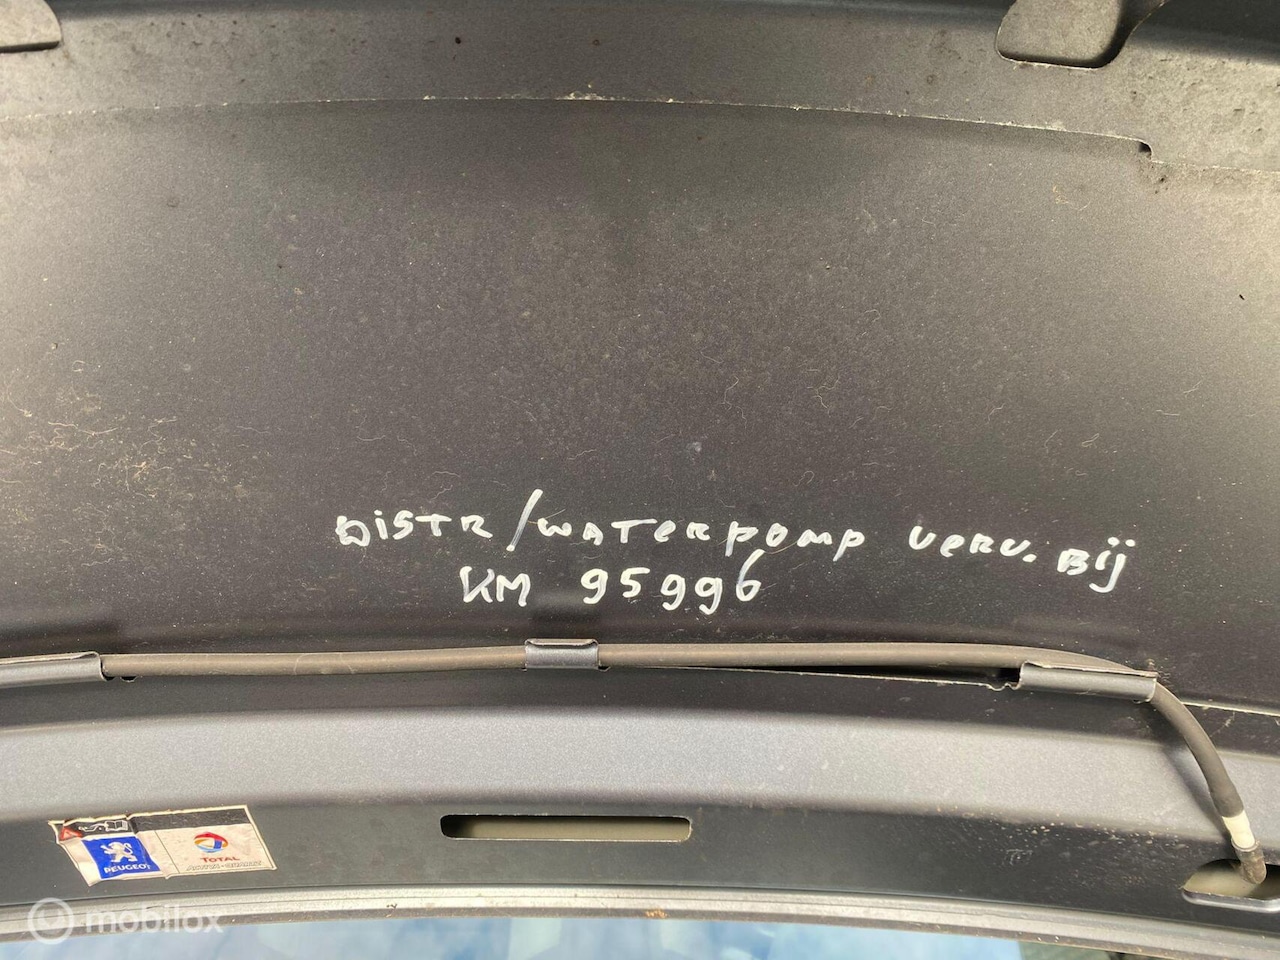 DiSTR/WATERPOMP VERV. Bij
KM 95996
PEUGEOT
TOTAL
mobilox